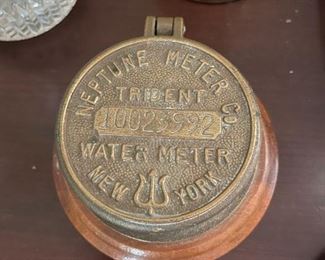 NEPTUNE METER CO.
TRIDENT
10023992
WATER METER
NEW YORK